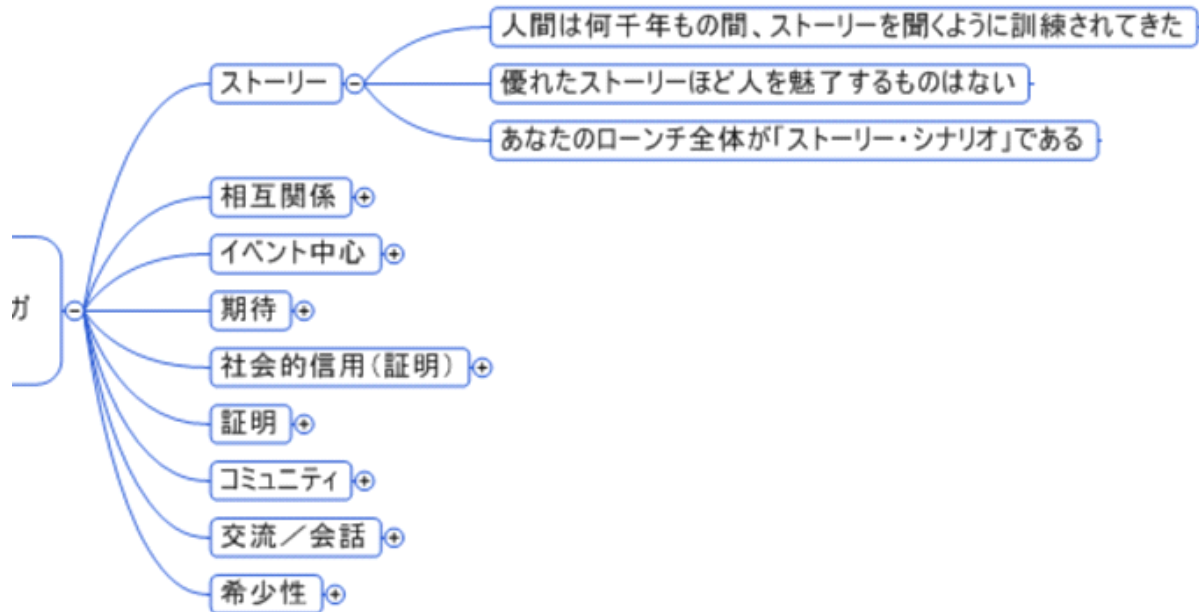 人間は何千年もの間、ストーリーを聞くように訓練されてきた
ストーリー
優れたストーリーほど人を魅了するものはない
あなたのローンチ全体が「ストーリー・シナリオ」である
相互関係
イベント中心
ガ
期待
社会的信用(証明)
証明
コミュニティ
交流/会話
希少性